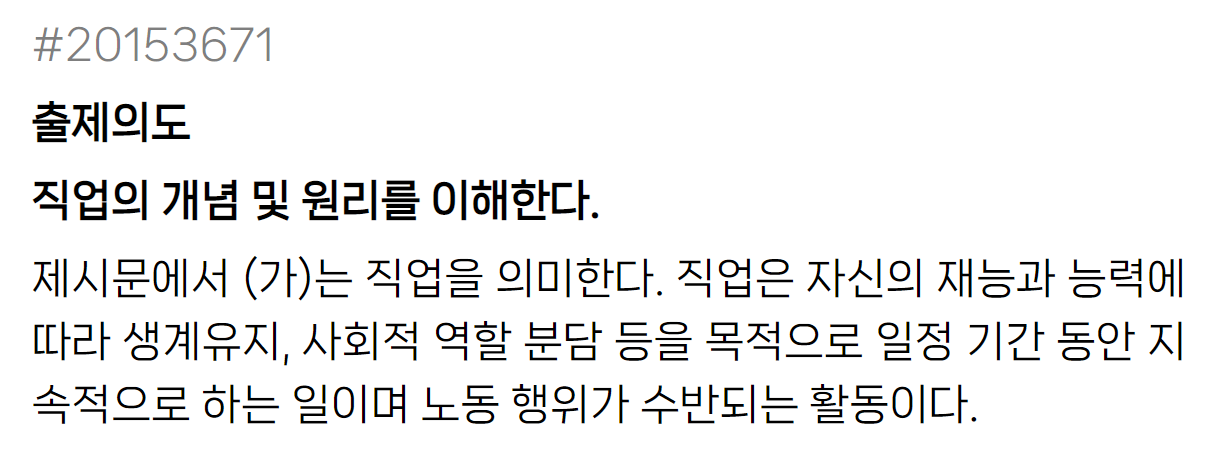 #20153671
출제의도
직업의 개념 및 원리를 이해한다.
제시문에서 (가)는 직업을 의미한다. 직업은 자신의 재능과 능력에
따라 생계유지, 사회적 역할 분담 등을 목적으로 일정 기간 동안 지
속적으로 하는 일이며 노동 행위가 수반되는 활동이다.